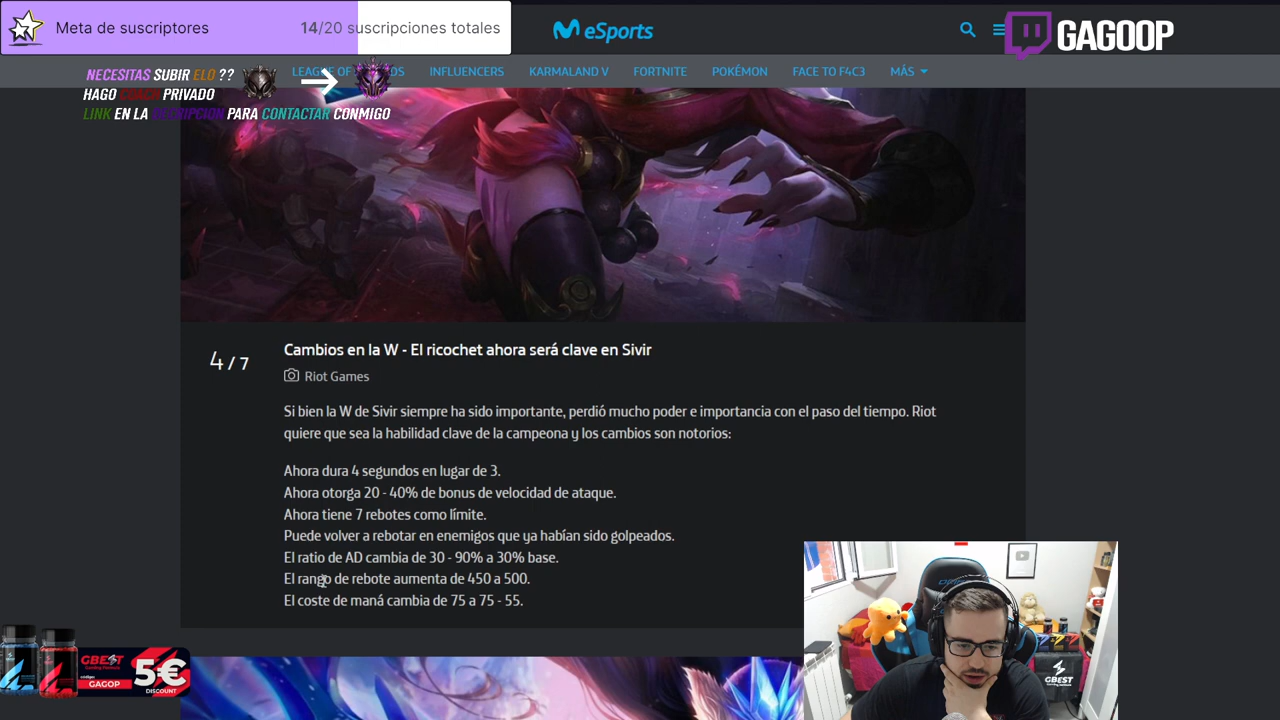 Meta de suscriptores
14/20 suscripciones totales
eSports
GAGOOP
NECESITAS SUBIR ELO ??
HAGO COACH PRIVADO
LINK EN LA DSCRIPCION PARA CONTACTAR CONMIGO
INFLUENCERS
KARMALAND V
FORTNITE
POKÉMON
FACE TO F4C3
MÁS
4 / 7
Cambios en la W - El ricochet ahora será clave en Sivir
Riot Games
Si bien la W de Sivir siempre ha sido importante, perdió mucho poder e importancia con el paso del tiempo. Riot
quiere que sea la habilidad clave de la campeona y los cambios son notorios:
Ahora dura 4 segundos en lugar de 3.
Ahora otorga 20 - 40% de bonus de velocidad de ataque.
Ahora tiene 7 rebotes como límite.
Puede volver a rebotar en enemigos que ya habían sido golpeados.
El ratio de AD cambia de 30 - 90% a 30% base.
El rango de rebote aumenta de 450 a 500.
El coste de maná cambia de 75 a 75 - 55.
GBEST
GAGOP
5€
DISCOUNT
GBEST